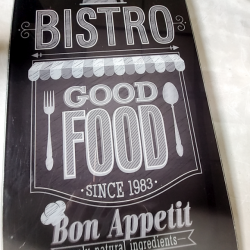 BISTRO
GOOD
FOOD
· SINCE 1983 ·
Bon Appetit
natural ingredients